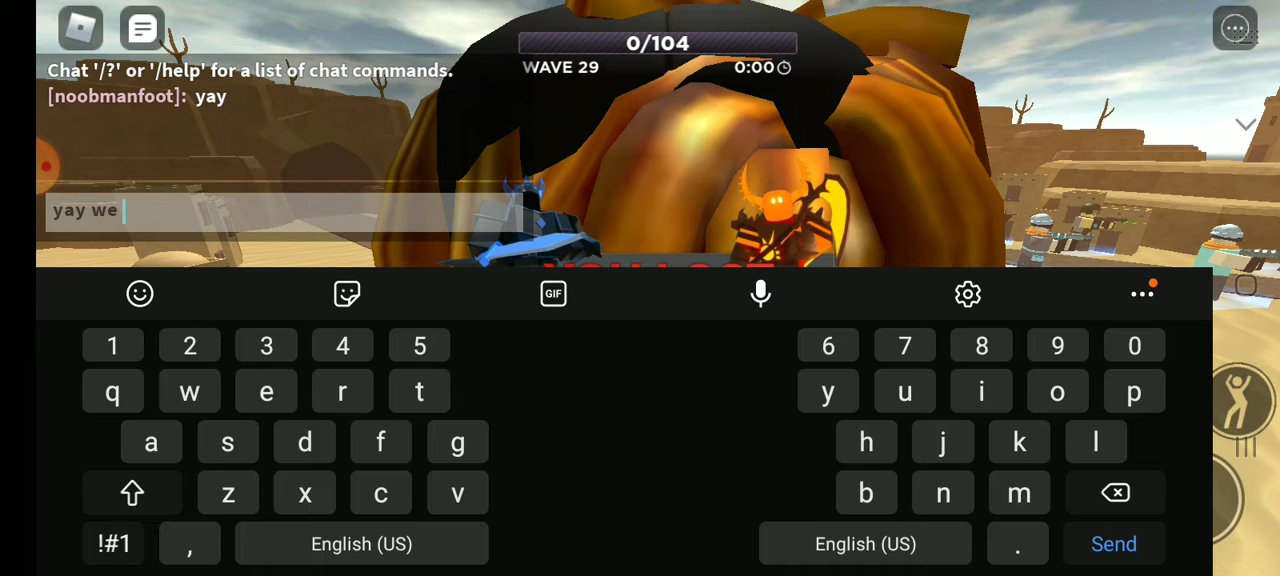 0/104
WAVE 29 0:00
Chat '/?' or '/help' for a list of chat commands.
[noobmanfoot]: yay
yay we
GIF
1 2 3 4 5 6 7 8 9 0
q w e r t y u i o p
a s d f g h j k l
z x c v b n m
!#1 , English (US) English (US) . Send